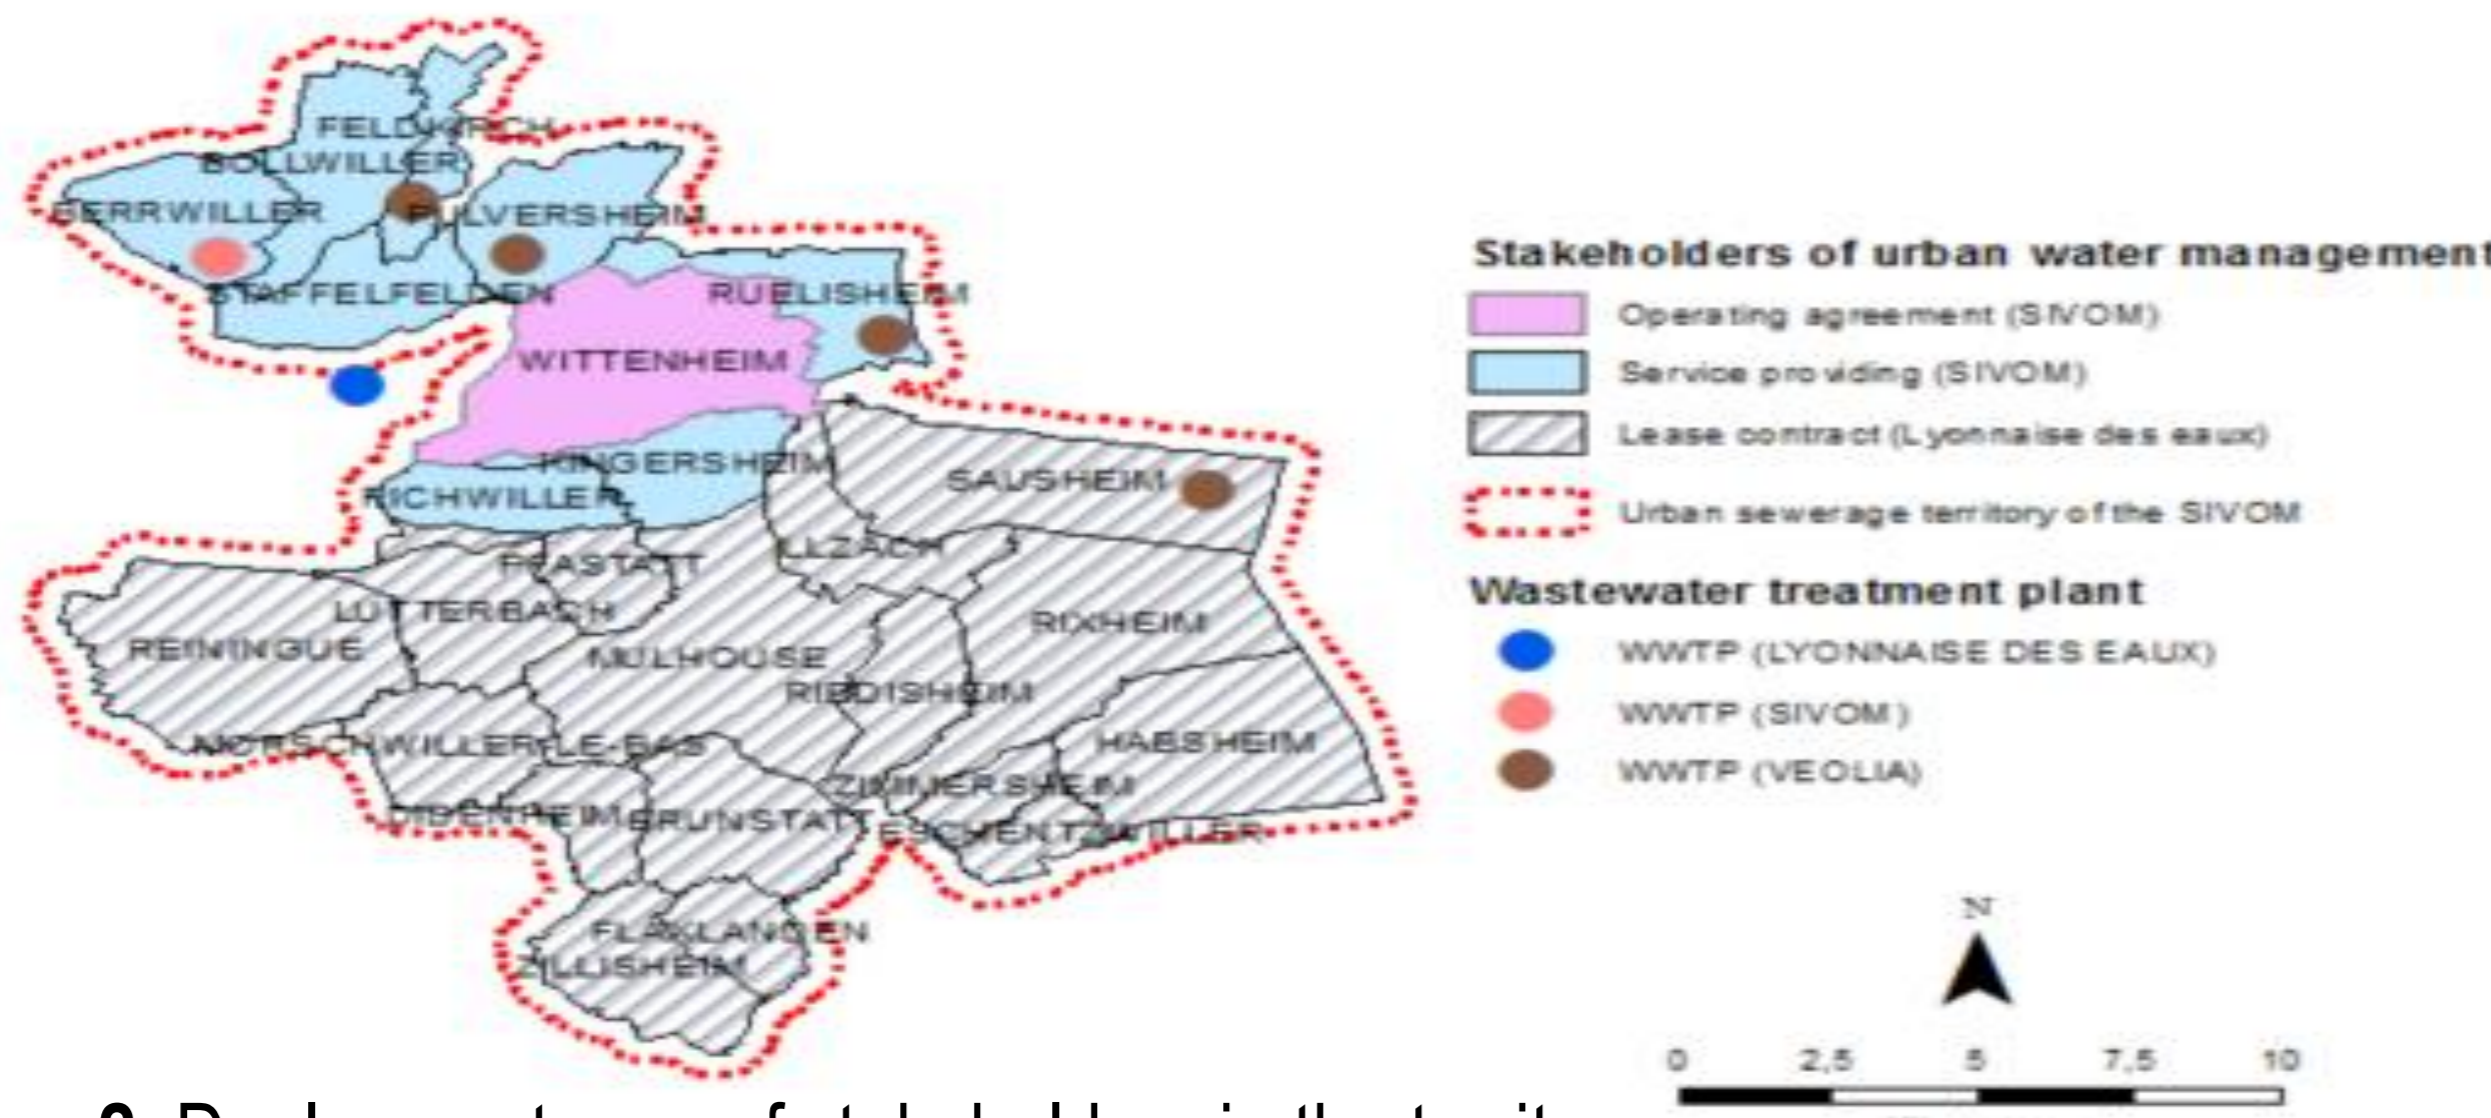 FELDKIRCH
BOLLWILLER
BERRWILLER
PULVERSHEIM
STAFFELFELDEN
RUELISHEIM
WITTENHEIM
KINGERSHEIM
RICHWILLER
SAUSHEIM
ILLZACH
PFASTATT
LUTTERBACH
REININGUE
RIXHEIM
MULHOUSE
RIEDISHEIM
MORSCHWILLER-LE-BAS
HABSHEIM
ZIMMERSHEIM
DIDENHEIM
BRUNSTATT
ESCHENTZWILLER
FLAXLANDEN
ZILLISHEIM
Stakeholders of urban water management
Operating agreement (SIVOM)
Service providing (SIVOM)
Lease contract (Lyonnaise des eaux)
Urban sewerage territory of the SIVOM
Wastewater treatment plant
WWTP (LYONNAISE DES EAUX)
WWTP (SIVOM)
WWTP (VEOLIA)
N
0 2,5 5 7,5 10